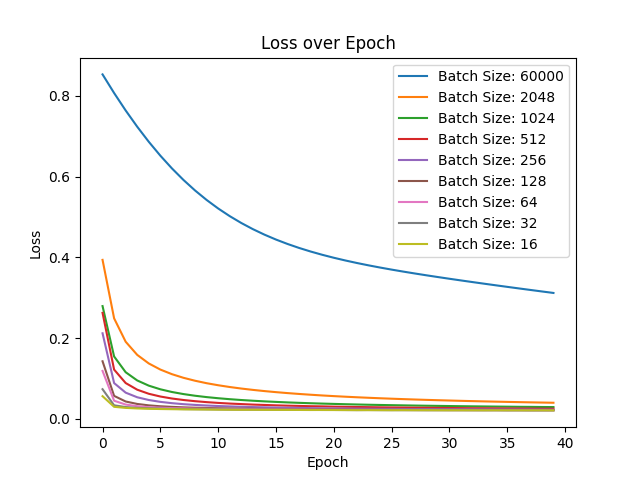 Loss over Epoch
Loss
0.8
0.6
0.4
0.2
0.0
Batch Size: 60000
Batch Size: 2048
Batch Size: 1024
Batch Size: 512
Batch Size: 256
Batch Size: 128
Batch Size: 64
Batch Size: 32
Batch Size: 16
0 5 10 15 20 25 30 35 40
Epoch